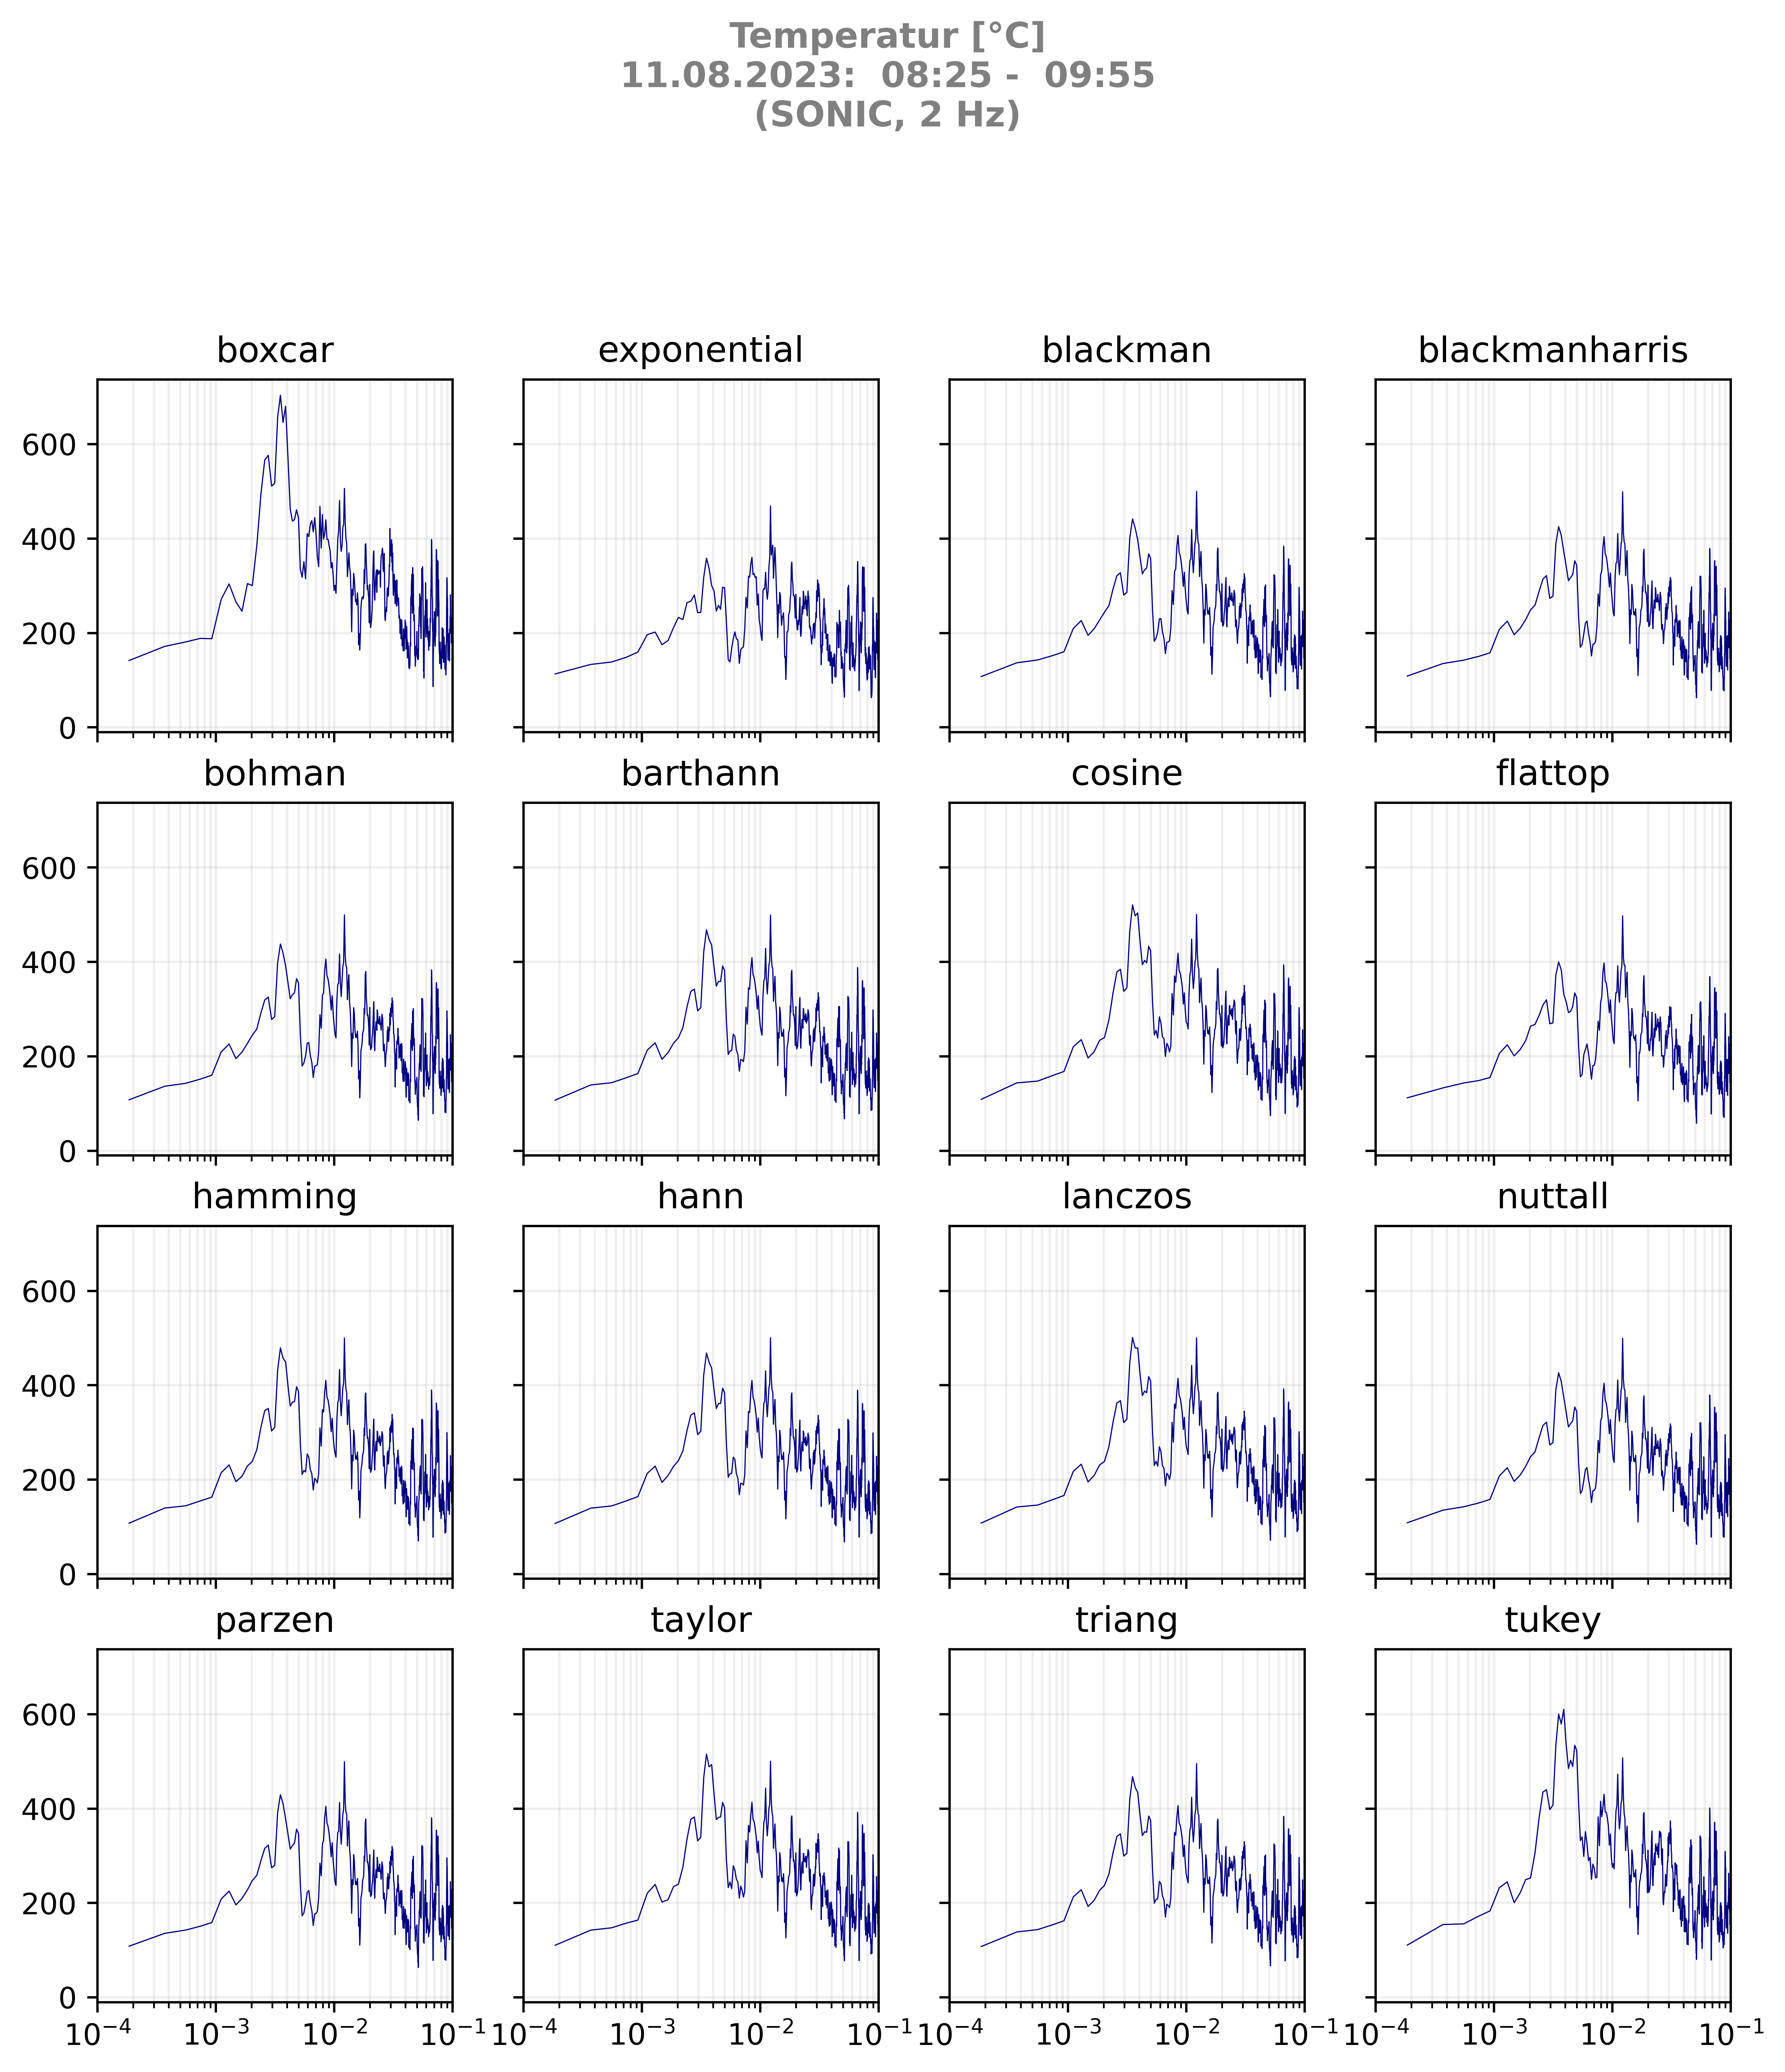 Temperatur [°C]
11.08.2023:  08:25 -  09:55
(SONIC, 2 Hz)
boxcar exponential blackman blackmanharris
600
400
200
0
bohman barthann cosine flattop
600
400
200
0
hamming hann lanczos nuttall
600
400
200
0
parzen taylor triang tukey
600
400
200
0
10⁻⁴ 10⁻³ 10⁻² 10⁻¹ 10⁻⁴ 10⁻³ 10⁻² 10⁻¹ 10⁻⁴ 10⁻³ 10⁻² 10⁻¹ 10⁻⁴ 10⁻³ 10⁻² 10⁻¹